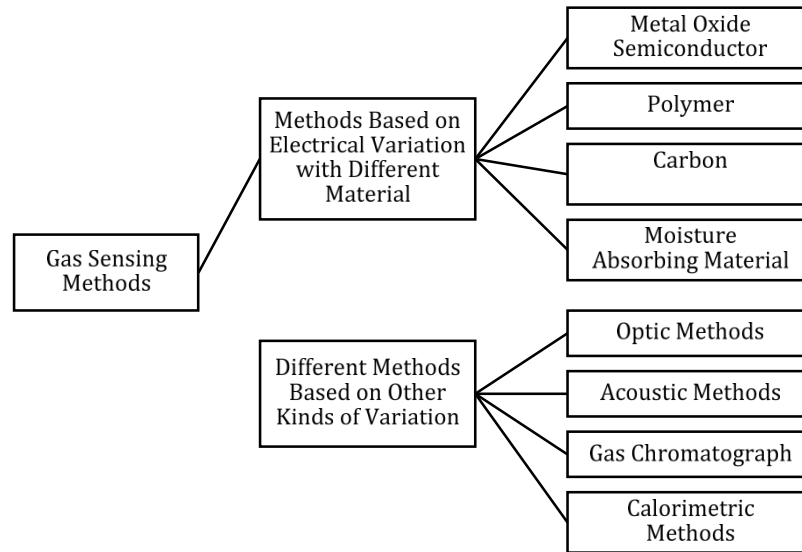 Gas Sensing
Methods
Methods Based on
Electrical Variation
with Different
Material
Metal Oxide
Semiconductor
Polymer
Carbon
Moisture
Absorbing Material
Different Methods
Based on Other
Kinds of Variation
Optic Methods
Acoustic Methods
Gas Chromatograph
Calorimetric
Methods